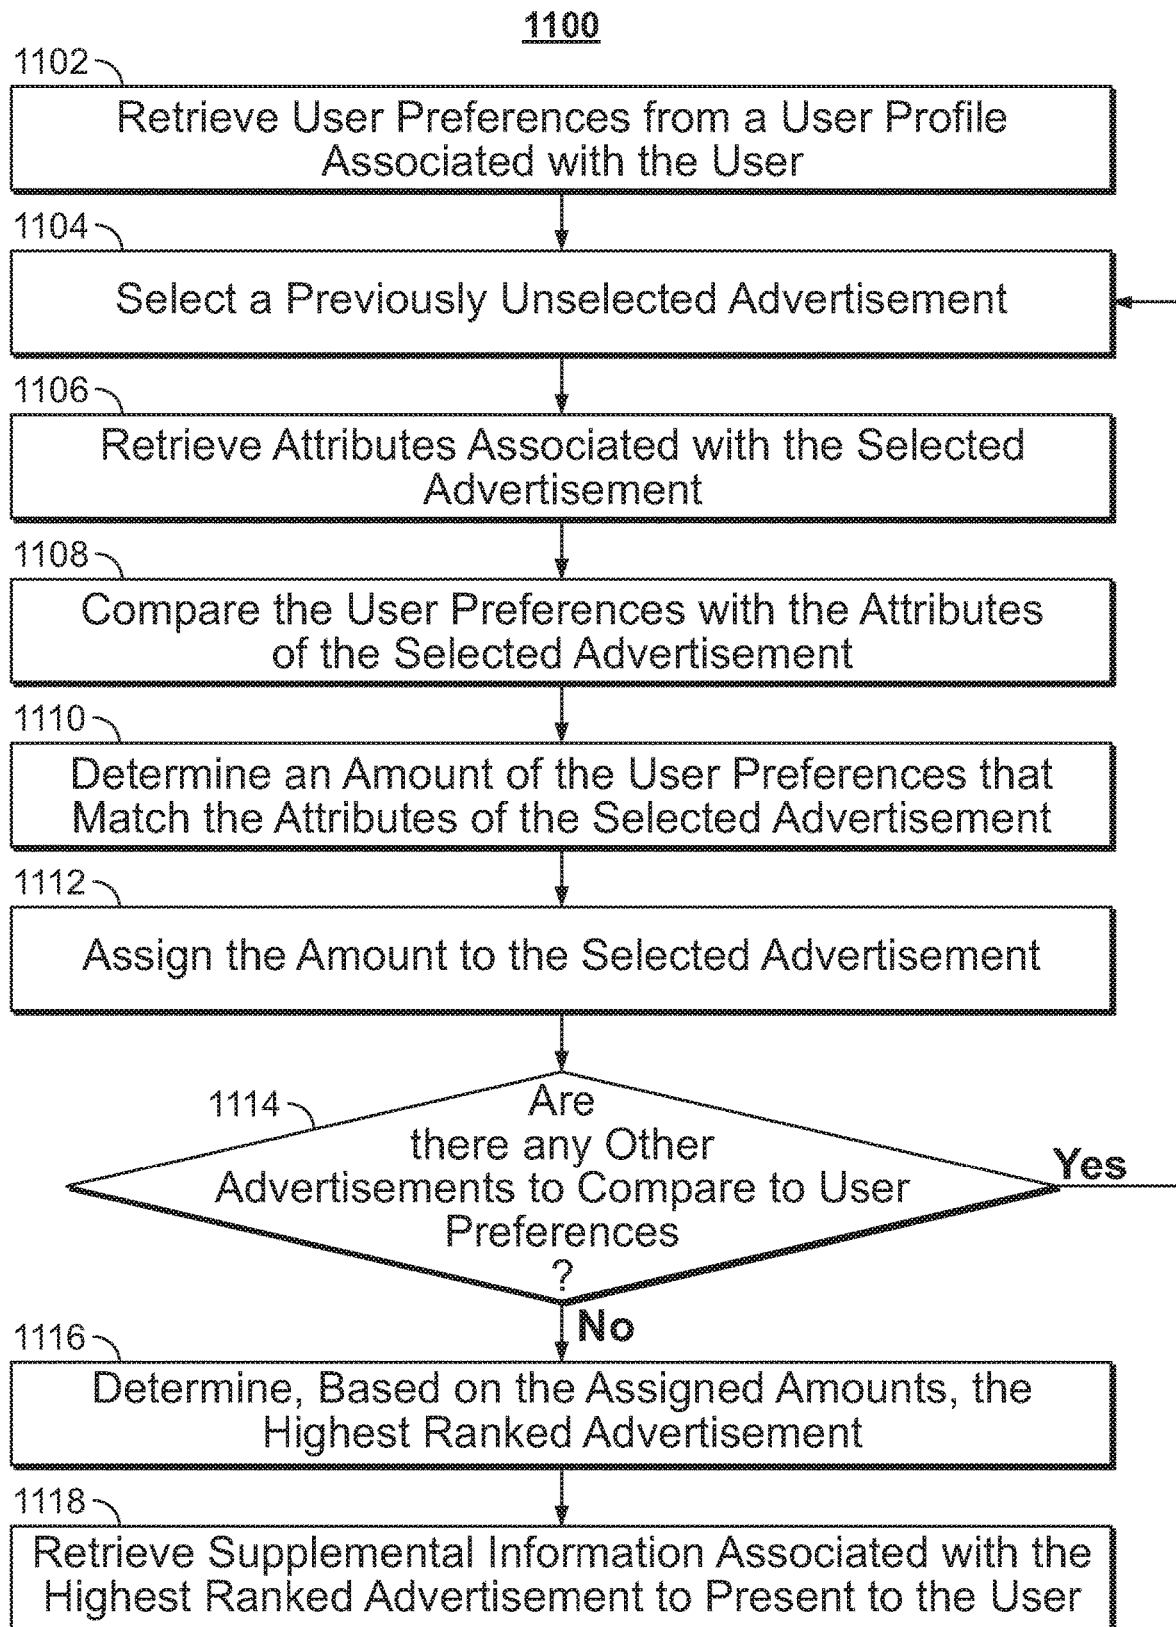 1100
1102
Retrieve User Preferences from a User Profile
Associated with the User
1104
Select a Previously Unselected Advertisement
1106
Retrieve Attributes Associated with the Selected
Advertisement
1108
Compare the User Preferences with the Attributes
of the Selected Advertisement
1110
Determine an Amount of the User Preferences that
Match the Attributes of the Selected Advertisement
1112
Assign the Amount to the Selected Advertisement
1114
Are
there any Other
Advertisements to Compare to User
Preferences
?
Yes
No
1116
Determine, Based on the Assigned Amounts, the
Highest Ranked Advertisement
1118
Retrieve Supplemental Information Associated with the
Highest Ranked Advertisement to Present to the User